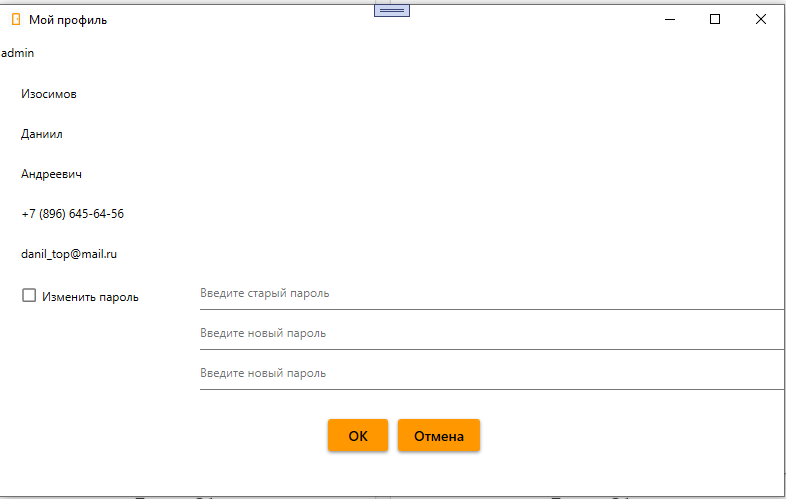 Мой профиль
admin
Изосимов
Даниил
Андреевич
+7 (896) 645-64-56
danil_top@mail.ru
Изменить пароль
Введите старый пароль
Введите новый пароль
Введите новый пароль
ОК Отмена